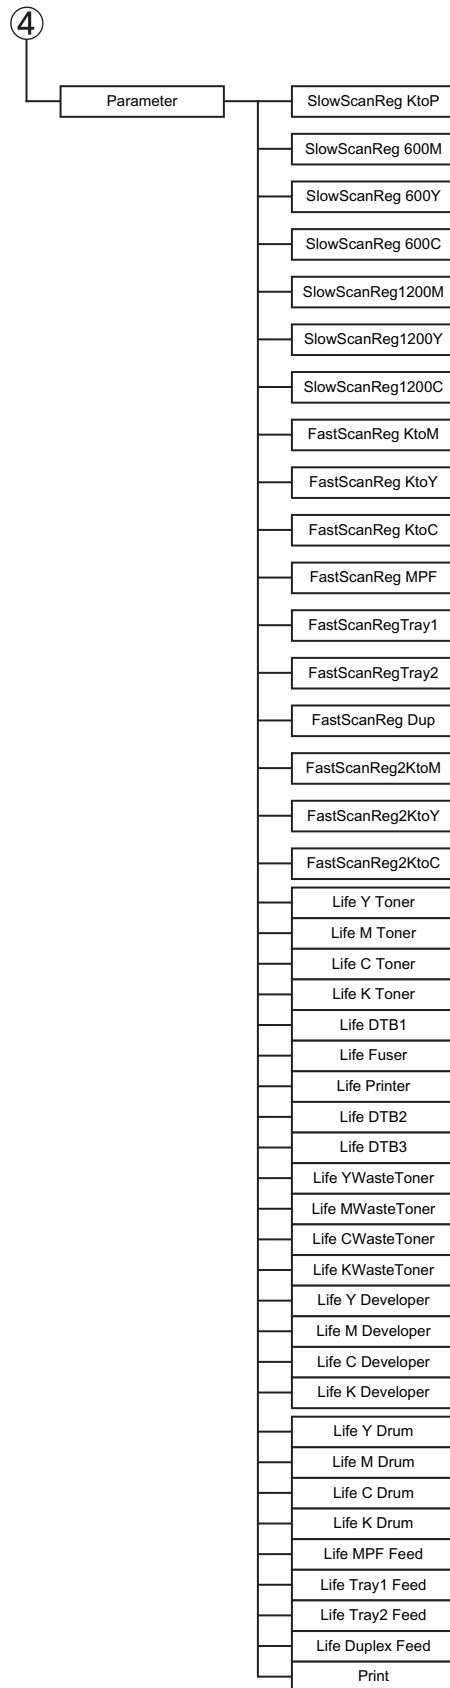 ④
Parameter
SlowScanReg KtoP
SlowScanReg 600M
SlowScanReg 600Y
SlowScanReg 600C
SlowScanReg1200M
SlowScanReg1200Y
SlowScanReg1200C
FastScanReg KtoM
FastScanReg KtoY
FastScanReg KtoC
FastScanReg MPF
FastScanRegTray1
FastScanRegTray2
FastScanReg Dup
FastScanReg2KtoM
FastScanReg2KtoY
FastScanReg2KtoC
Life Y Toner
Life M Toner
Life C Toner
Life K Toner
Life DTB1
Life Fuser
Life Printer
Life DTB2
Life DTB3
Life YWasteToner
Life MWasteToner
Life CWasteToner
Life KWasteToner
Life Y Developer
Life M Developer
Life C Developer
Life K Developer
Life Y Drum
Life M Drum
Life C Drum
Life K Drum
Life MPF Feed
Life Tray1 Feed
Life Tray2 Feed
Life Duplex Feed
Print